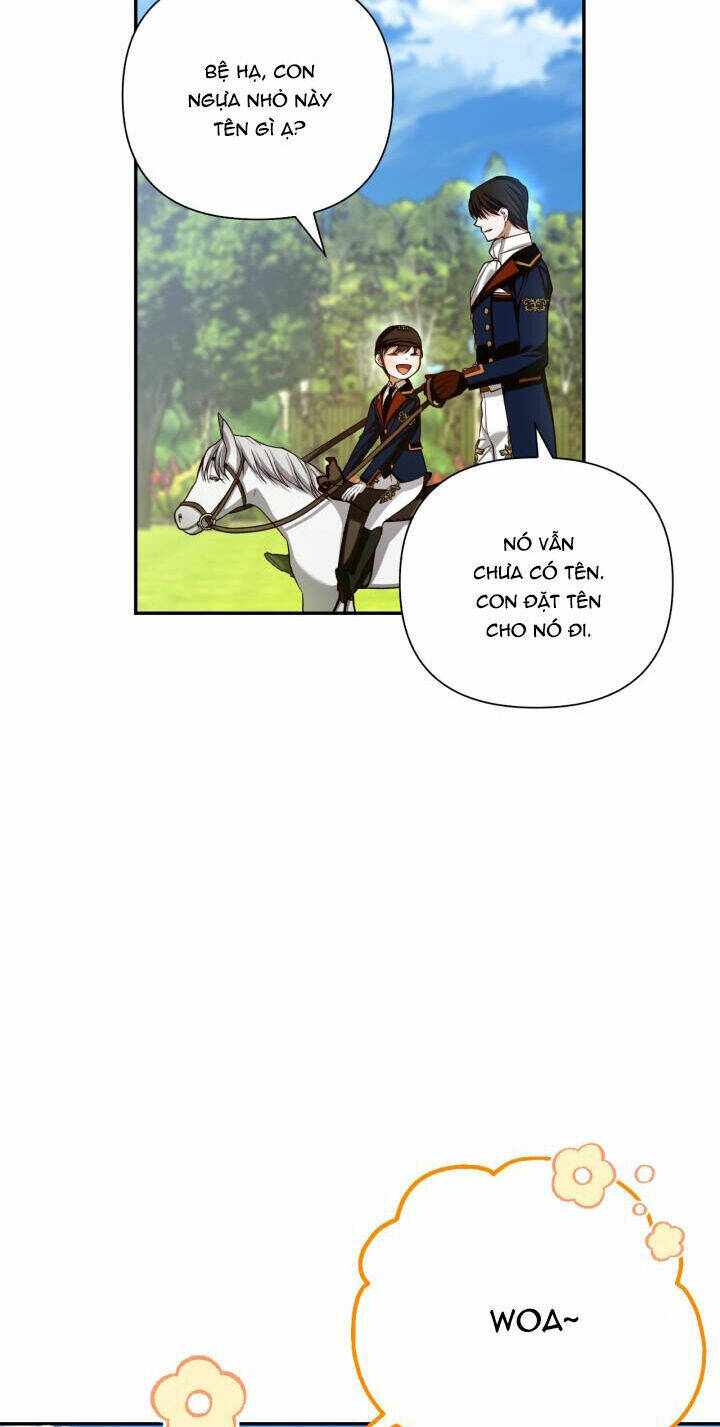 BỆ HẠ, CON
NGỰA NHỎ NÀY
TÊN GÌ Ạ?
NÓ VẪN
CHƯA CÓ TÊN.
CON ĐẶT TÊN
CHO NÓ ĐI.
WOA~